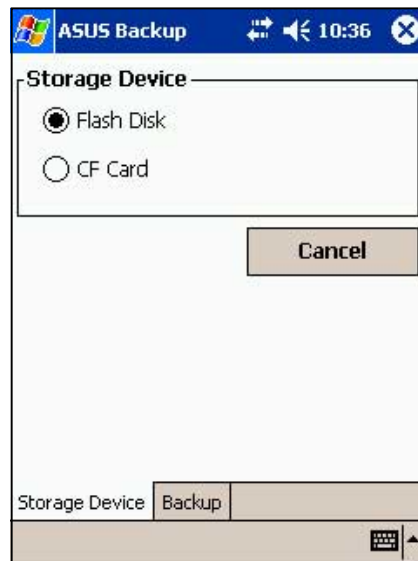 ASUS Backup 10:36
Storage Device
Flash Disk
CF Card
Cancel
Storage Device Backup